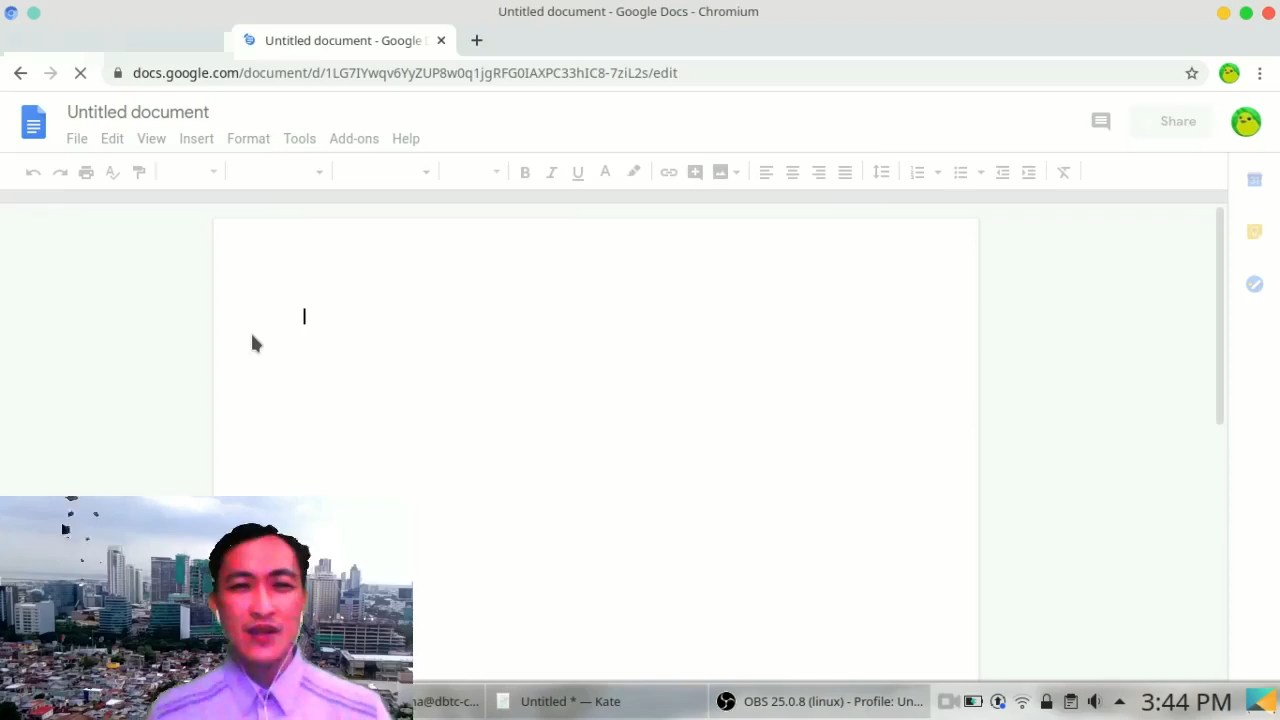 Untitled document - Google Docs - Chromium
Untitled document - Google D
docs.google.com/document/d/1LG7IYwqv6YyZUP8w0q1jgRFG0IAXPC33hIC8-7ziL2s/edit
Untitled document
File Edit View Insert Format Tools Add-ons Help
Share
na@dbtc-c... Untitled * — Kate OBS 25.0.8 (linux) - Profile: Un... 3:44 PM